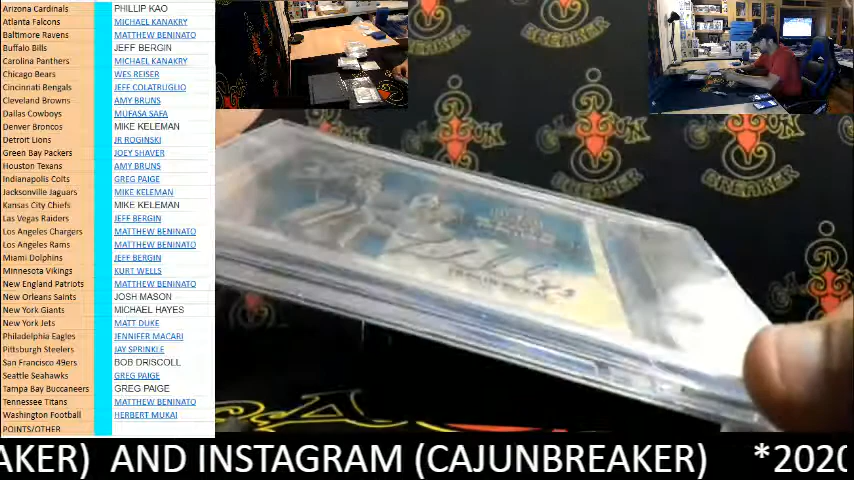 Arizona Cardinals PHILLIP KAO
Atlanta Falcons MICHAEL KANAKRY
Baltimore Ravens MATTHEW BENINATO
Buffalo Bills JEFF BERGIN
Carolina Panthers MICHAEL KANAKRY
Chicago Bears WES REISER
Cincinnati Bengals JEFF COLATRUGLIO
Cleveland Browns AMY BRUNS
Dallas Cowboys MUFASA SAFA
Denver Broncos MIKE KELEMAN
Detroit Lions JR ROGINSKI
Green Bay Packers JOEY SHAVER
Houston Texans AMY BRUNS
Indianapolis Colts GREG PAIGE
Jacksonville Jaguars MIKE KELEMAN
Kansas City Chiefs MIKE KELEMAN
Las Vegas Raiders JEFF BERGIN
Los Angeles Chargers MATTHEW BENINATO
Los Angeles Rams MATTHEW BENINATO
Miami Dolphins JEFF BERGIN
Minnesota Vikings KURT WELLS
New England Patriots MATTHEW BENINATO
New Orleans Saints JOSH MASON
New York Giants MICHAEL HAYES
New York Jets MATT DUKE
Philadelphia Eagles JENNIFER MACARI
Pittsburgh Steelers JAY SPRINKLE
San Francisco 49ers BOB DRISCOLL
Seattle Seahawks GREG PAIGE
Tampa Bay Buccaneers GREG PAIGE
Tennessee Titans MATTHEW BENINATO
Washington Football HERBERT MUKAI
POINTS/OTHER
CAJUN
BREAKER
BREAKER
BREAKER
AKER) AND INSTAGRAM (CAJUNBREAKER) *2020